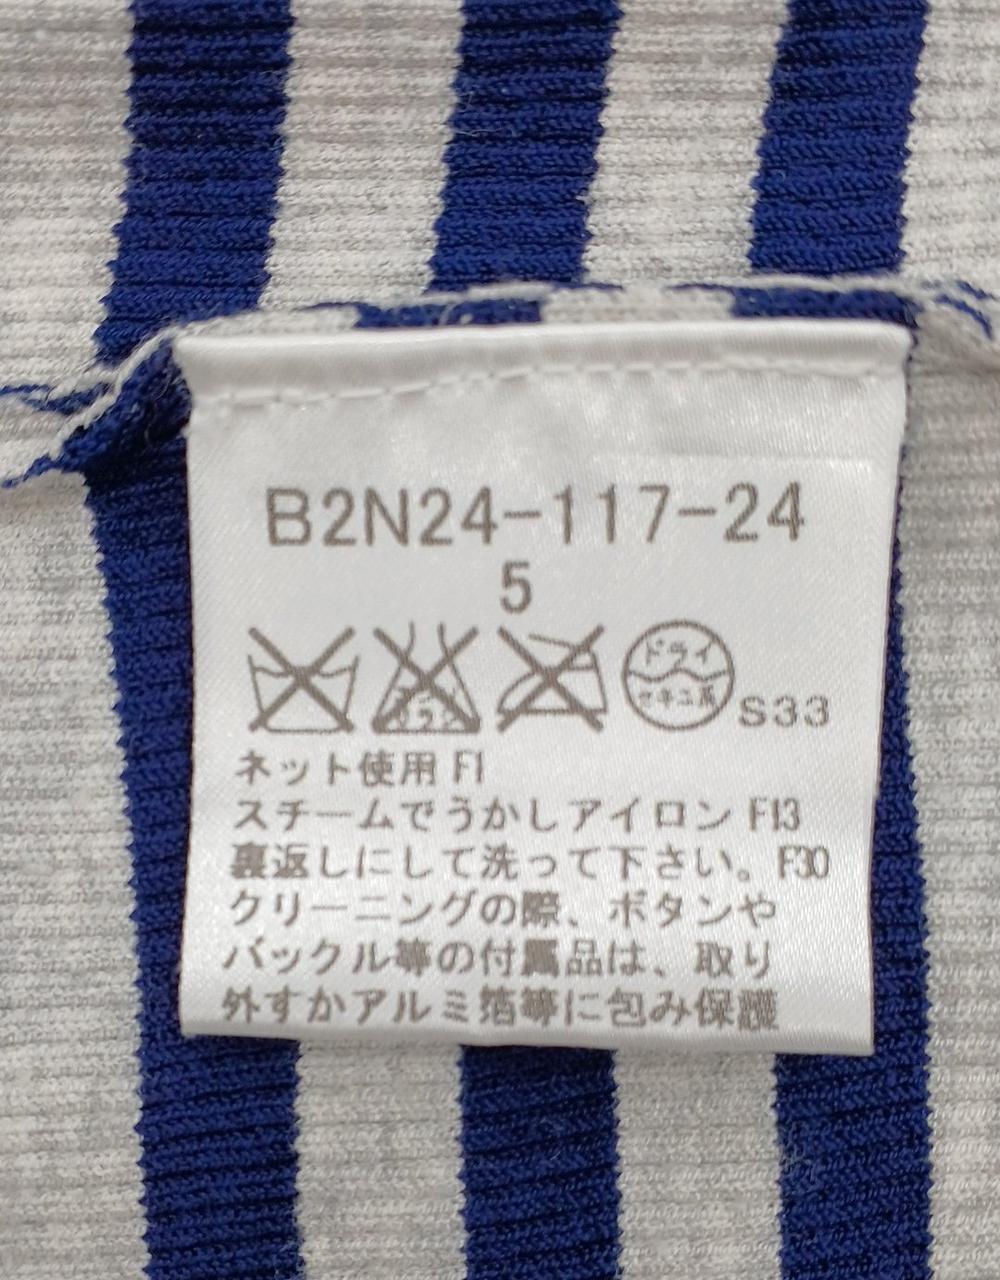 B2N24-117-24
5
ドライ
セキユ系
S33
ネット使用 F1
スチームでうかしアイロン F13
裏返しにして洗って下さい。F30
クリーニングの際、ボタンや
バックル等の付属品は、取り
外すかアルミ箔等に包み保護